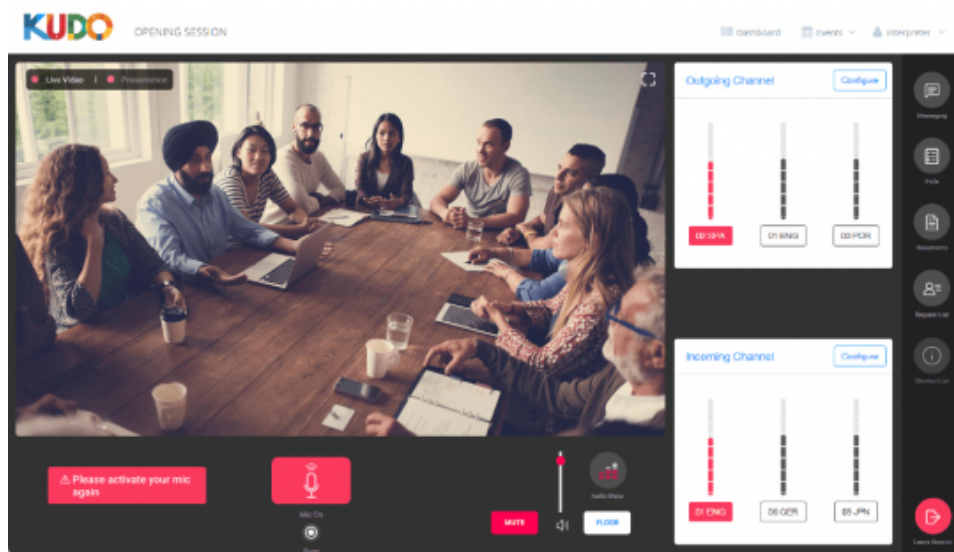 KUDO
OPENING SESSION
Dashboard
Events
Interpreter
Live Video | Presentation
Outgoing Channel
Configure
02 SPA
01 ENG
03 POR
Messaging
Polls
Documents
Request List
Incoming Channel
Configure
01 ENG
06 GER
05 JPN
Please activate your mic
again
Mic On
MUTE
FLOOR
Leave Session